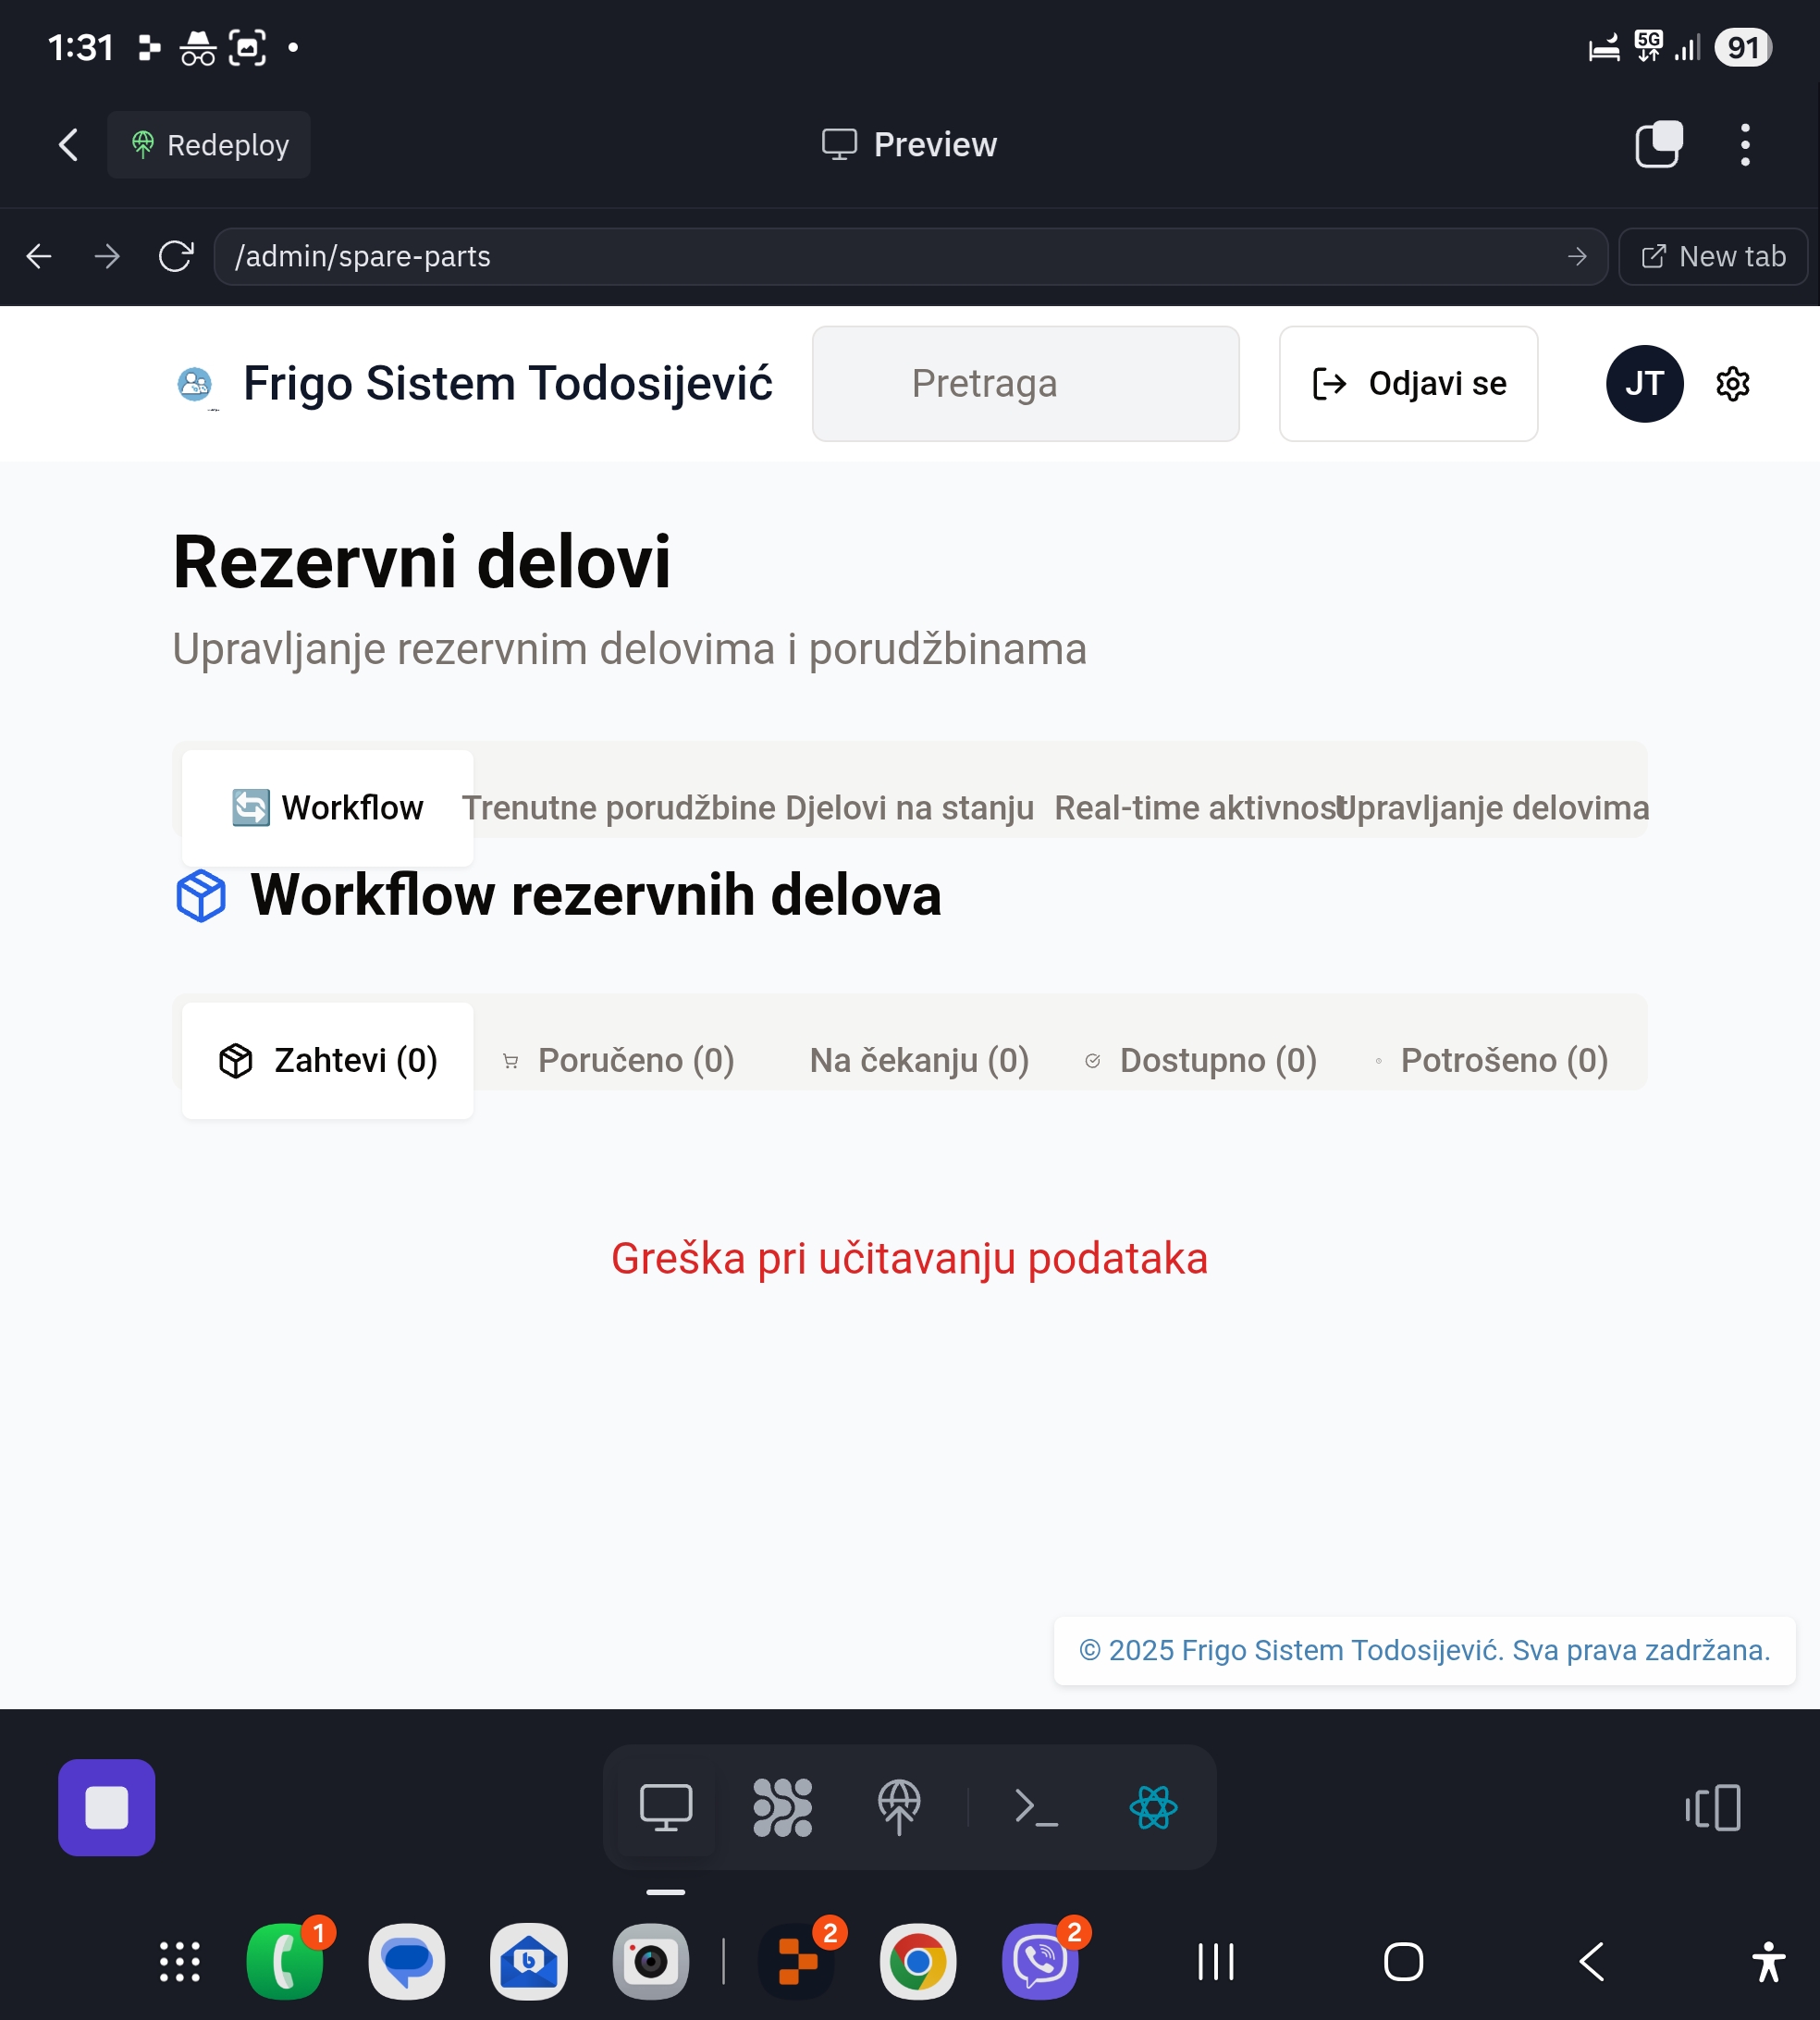 1:31
5G
91
Redeploy
Preview
/admin/spare-parts
New tab
Frigo Sistem Todosijević
Pretraga
Odjavi se
JT
Rezervni delovi
Upravljanje rezervnim delovima i porudžbinama
Workflow Trenutne porudžbine Djelovi na stanju Real-time aktivnost Upravljanje delovima
Workflow rezervnih delova
Zahtevi (0) Poručeno (0) Na čekanju (0) Dostupno (0) Potrošeno (0)
Greška pri učitavanju podataka
© 2025 Frigo Sistem Todosijević. Sva prava zadržana.
1
2
2